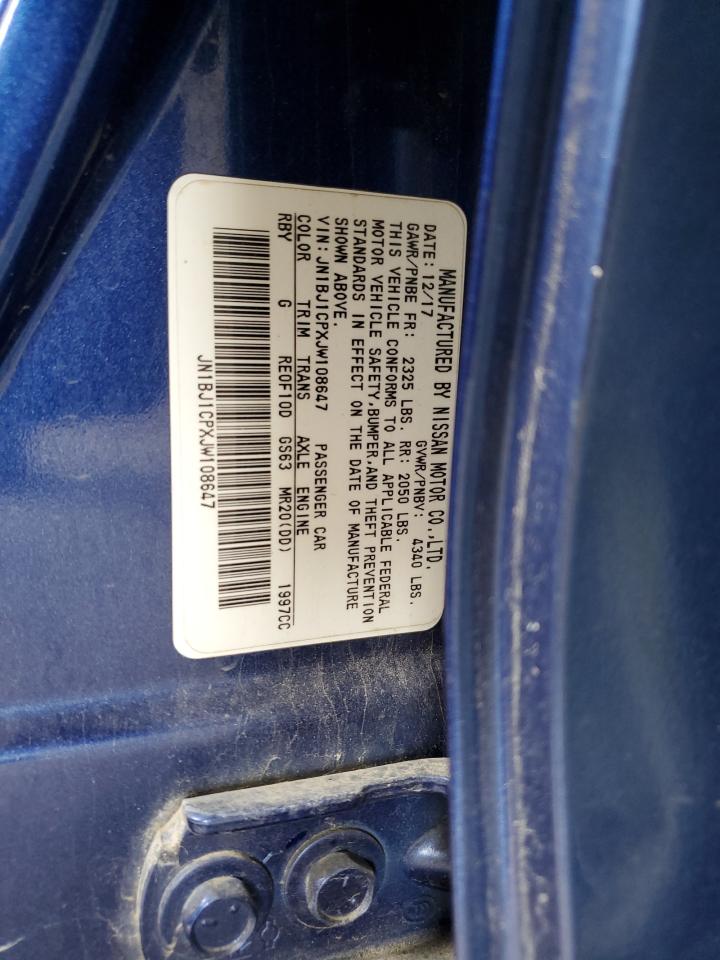 MANUFACTURED BY NISSAN MOTOR CO.,LTD.
DATE: 12/17 GVWR/PNBV: 4340 LBS.
GAWR/PNBE FR: 2325 LBS. RR: 2050 LBS.
THIS VEHICLE CONFORMS TO ALL APPLICABLE FEDERAL
MOTOR VEHICLE SAFETY,BUMPER,AND THEFT PREVENTION
STANDARDS IN EFFECT ON THE DATE OF MANUFACTURE
SHOWN ABOVE.
VIN:JN1BJ1CPXJW108647 PASSENGER CAR
COLOR TRIM TRANS AXLE ENGINE
RBY G RE0F10D GS63 MR20(DD) 1997CC
JN1BJ1CPXJW108647